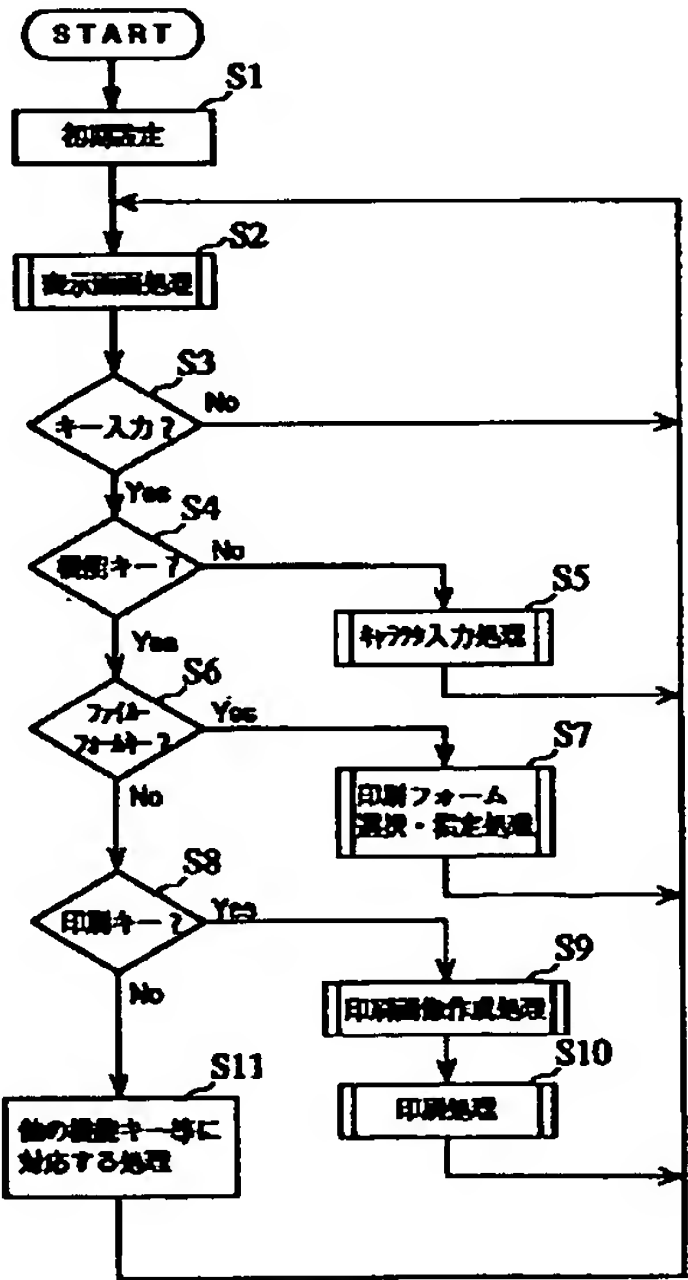 START
S1
初期設定
S2
表示画面処理
S3
キー入力?
No
Yes
S4
機能キー?
No
S5
キャラクタ入力処理
Yes
S6
ファイル・
フォームキー?
Yes
S7
印刷フォーム
選択・指定処理
No
S8
印刷キー?
Yes
S9
印刷画像作成処理
No
S10
印刷処理
S11
他の機能キー等に
対応する処理